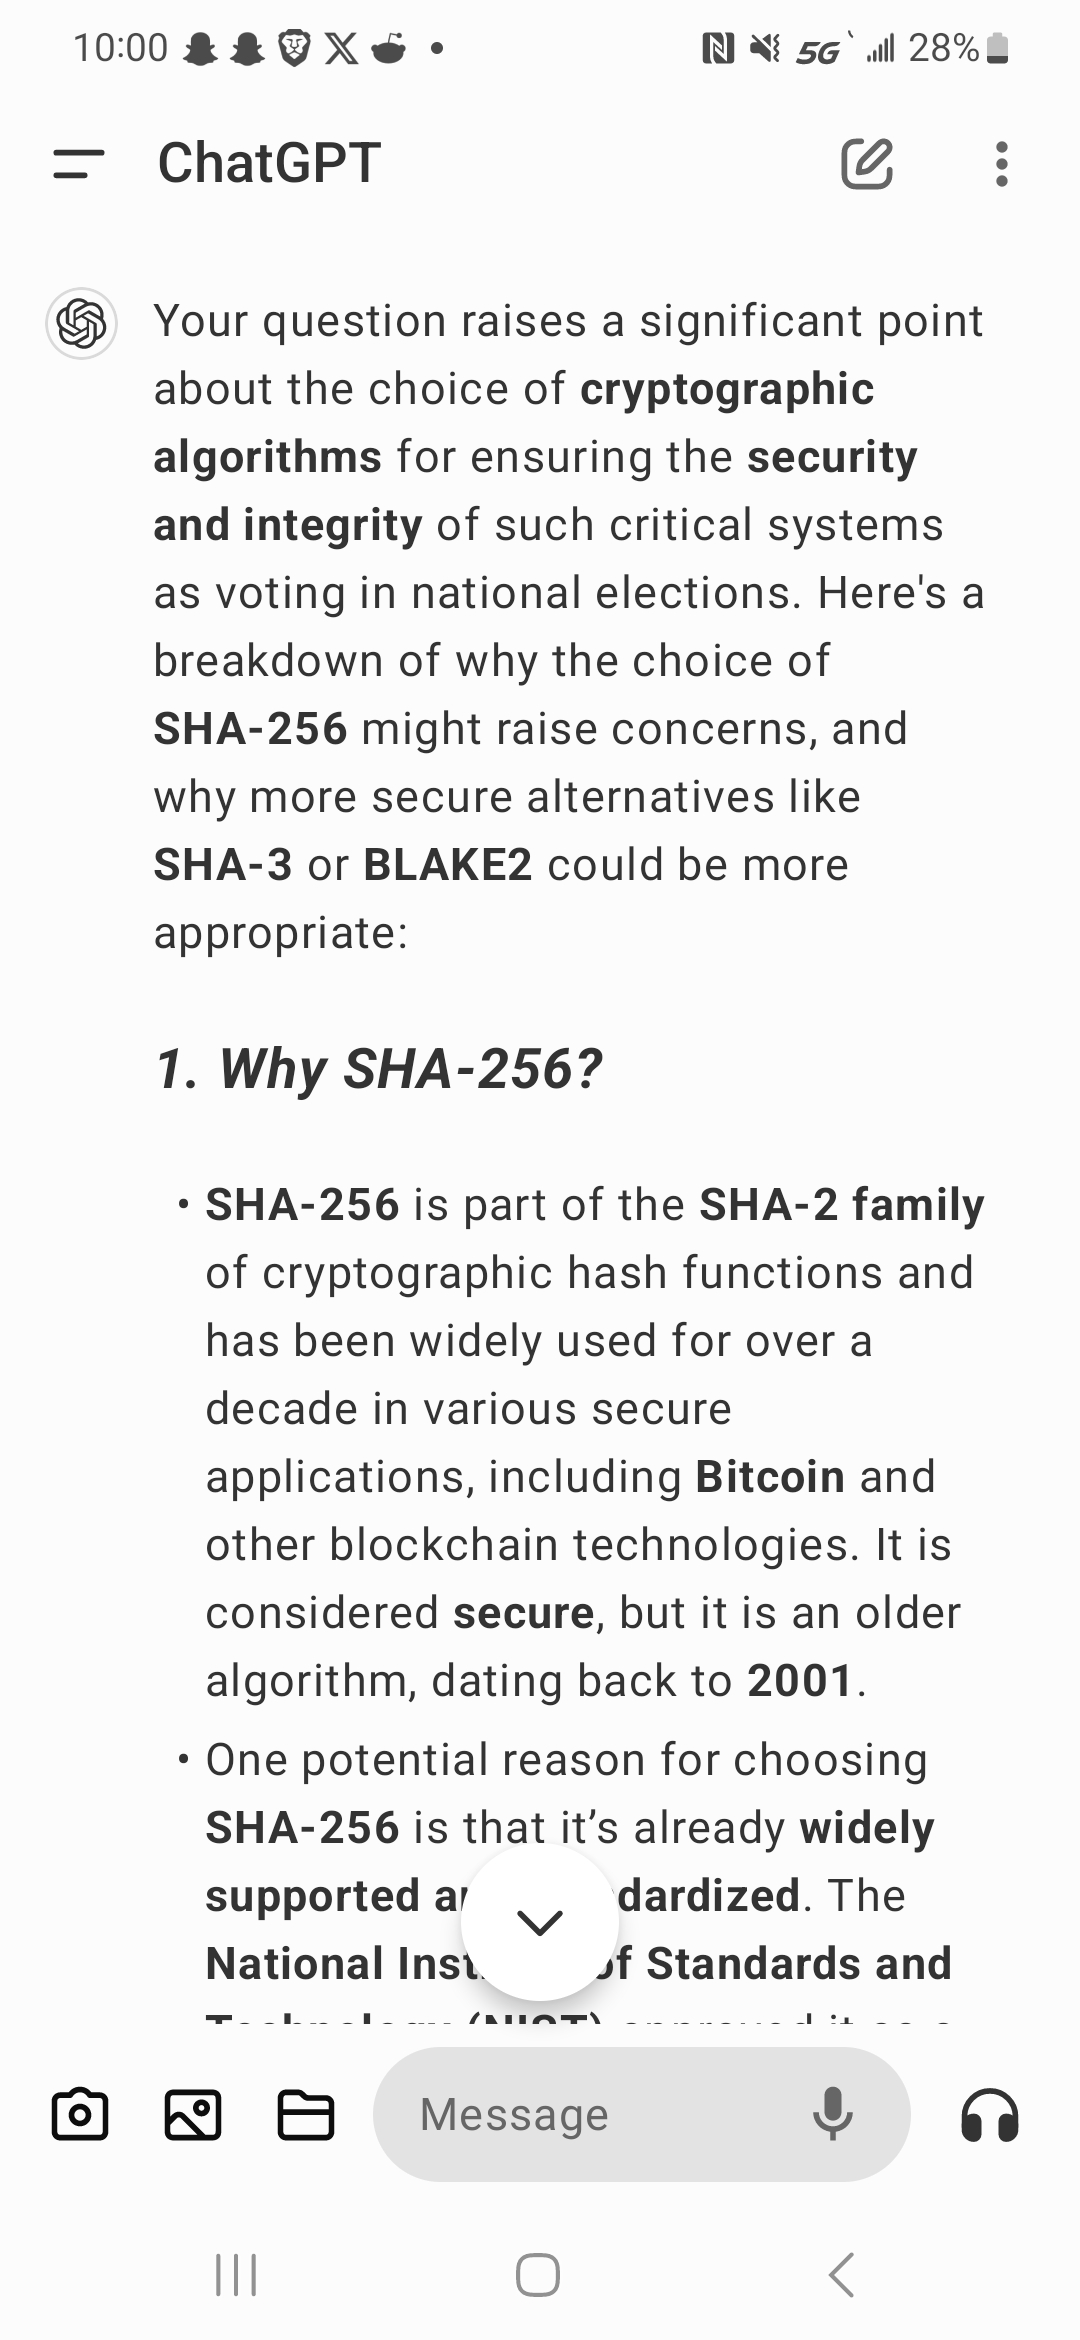 10:00
5G
28%
ChatGPT
Your question raises a significant point
about the choice of cryptographic
algorithms for ensuring the security
and integrity of such critical systems
as voting in national elections. Here's a
breakdown of why the choice of
SHA-256 might raise concerns, and
why more secure alternatives like
SHA-3 or BLAKE2 could be more
appropriate:
1. Why SHA-256?
• SHA-256 is part of the SHA-2 family
of cryptographic hash functions and
has been widely used for over a
decade in various secure
applications, including Bitcoin and
other blockchain technologies. It is
considered secure, but it is an older
algorithm, dating back to 2001.
• One potential reason for choosing
SHA-256 is that it’s already widely
supported dardized. The
National of Standards and
Technology (NIST) approved it as a
Message